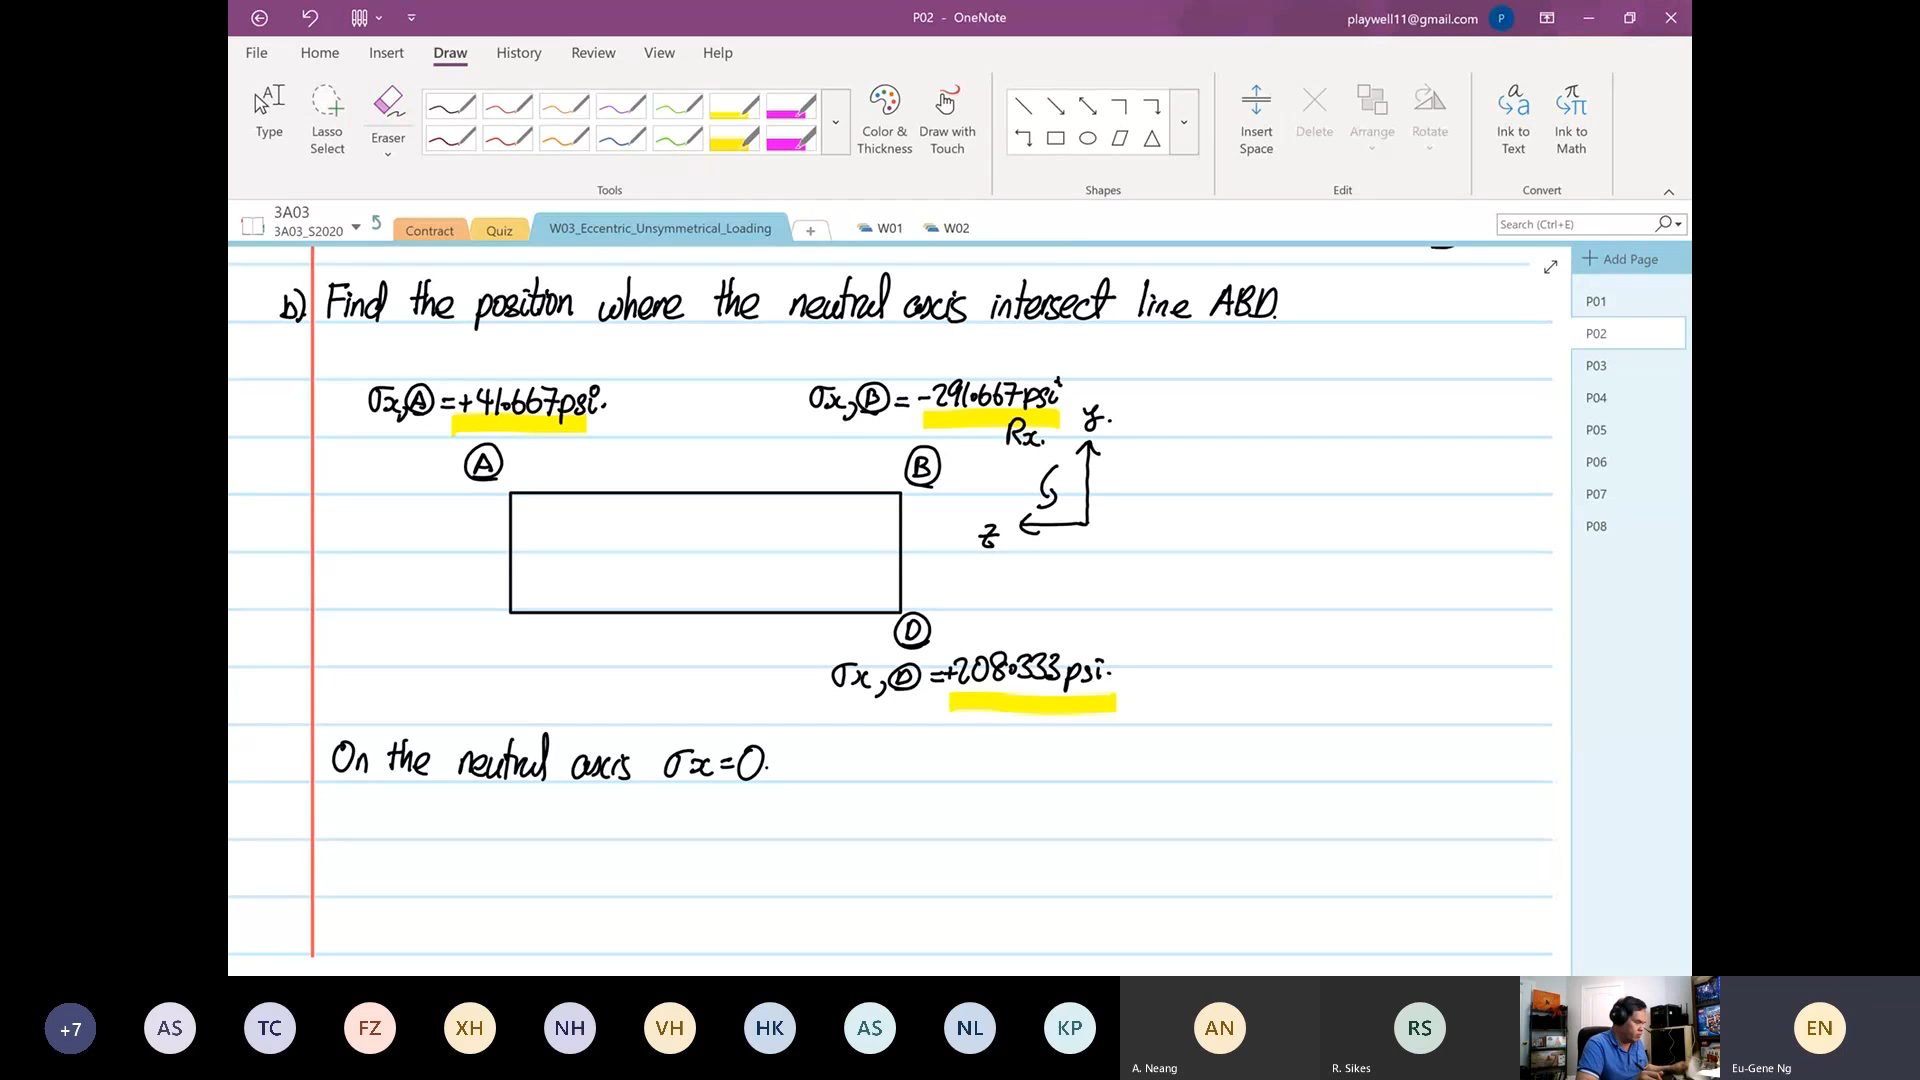 P02 - OneNote
playwell11@gmail.com P
File Home Insert Draw History Review View Help
Type Lasso Select Eraser Color & Thickness Draw with Touch Insert Space Delete Arrange Rotate Ink to Text Ink to Math
Tools Shapes Edit Convert
3A03
3A03_S2020 Contract Quiz W03_Eccentric_Unsymmetrical_Loading + W01 W02 Search (Ctrl+E)
Add Page
P01
P02
P03
P04
P05
P06
P07
P08
b) Find the position where the neutral axis intersect line ABD.
σx,Ⓐ = +41.667psi. σx,Ⓑ = -291.667psi
Rx. y.
Ⓐ Ⓑ
z
Ⓓ
σx,Ⓓ = +208.333psi.
On the neutral axis σx=0.
+7 AS TC FZ XH NH VH HK AS NL KP AN RS EN
A. Neang R. Sikes Eu-Gene Ng